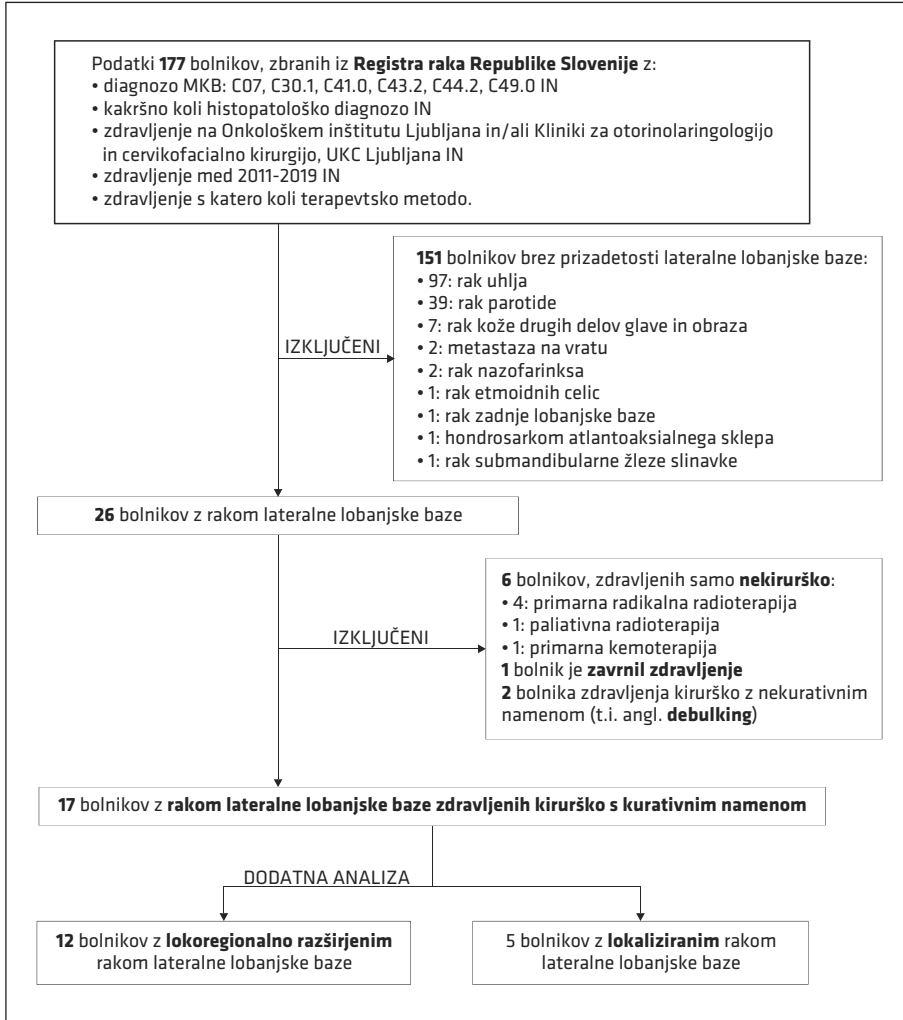 Podatki 177 bolnikov, zbranih iz Registra raka Republike Slovenije z:
• diagnozo MKB: C07, C30.1, C41.0, C43.2, C44.2, C49.0 IN
• kakršno koli histopatološko diagnozo IN
• zdravljenje na Onkološkem inštitutu Ljubljana in/ali Kliniki za otorinolaringologijo
in cervikofacialno kirurgijo, UKC Ljubljana IN
• zdravljenje med 2011-2019 IN
• zdravljenje s katero koli terapevtsko metodo.
151 bolnikov brez prizadetosti lateralne lobanjske baze:
• 97: rak uhlja
• 39: rak parotide
• 7: rak kože drugih delov glave in obraza
• 2: metastaza na vratu
• 2: rak nazofarinksa
• 1: rak etmoidnih celic
• 1: rak zadnje lobanjske baze
• 1: hondrosarkom atlantoaksialnega sklepa
• 1: rak submandibularne žleze slinavke
IZKLJUČENI
26 bolnikov z rakom lateralne lobanjske baze
6 bolnikov, zdravljenih samo nekirurško:
• 4: primarna radikalna radioterapija
• 1: paliativna radioterapija
• 1: primarna kemoterapija
1 bolnik je zavrnil zdravljenje
2 bolnika zdravljenja kirurško z nekurativnim
namenom (t.i. angl. debulking)
IZKLJUČENI
17 bolnikov z rakom lateralne lobanjske baze zdravljenih kirurško s kurativnim namenom
DODATNA ANALIZA
12 bolnikov z lokoregionalno razširjenim
rakom lateralne lobanjske baze
5 bolnikov z lokaliziranim rakom
lateralne lobanjske baze